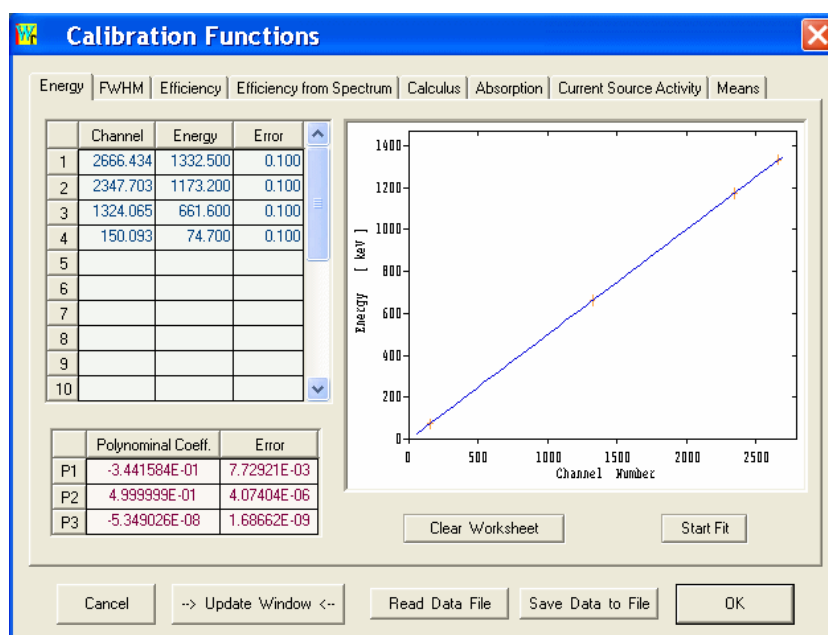 Calibration Functions
Energy FWHM Efficiency Efficiency from Spectrum Calculus Absorption Current Source Activity Means
Channel Energy Error
1 2666.434 1332.500 0.100
2 2347.703 1173.200 0.100
3 1324.065 661.600 0.100
4 150.093 74.700 0.100
5
6
7
8
9
10
Polynominal Coeff. Error
P1 -3.441584E-01 7.72921E-03
P2 4.999999E-01 4.07404E-06
P3 -5.349026E-08 1.68662E-09
1400
1200
1000
800
600
400
200
0
Energy [ keV ]
0 500 1000 1500 2000 2500
Channel Number
Clear Worksheet Start Fit
Cancel --> Update Window <-- Read Data File Save Data to File OK